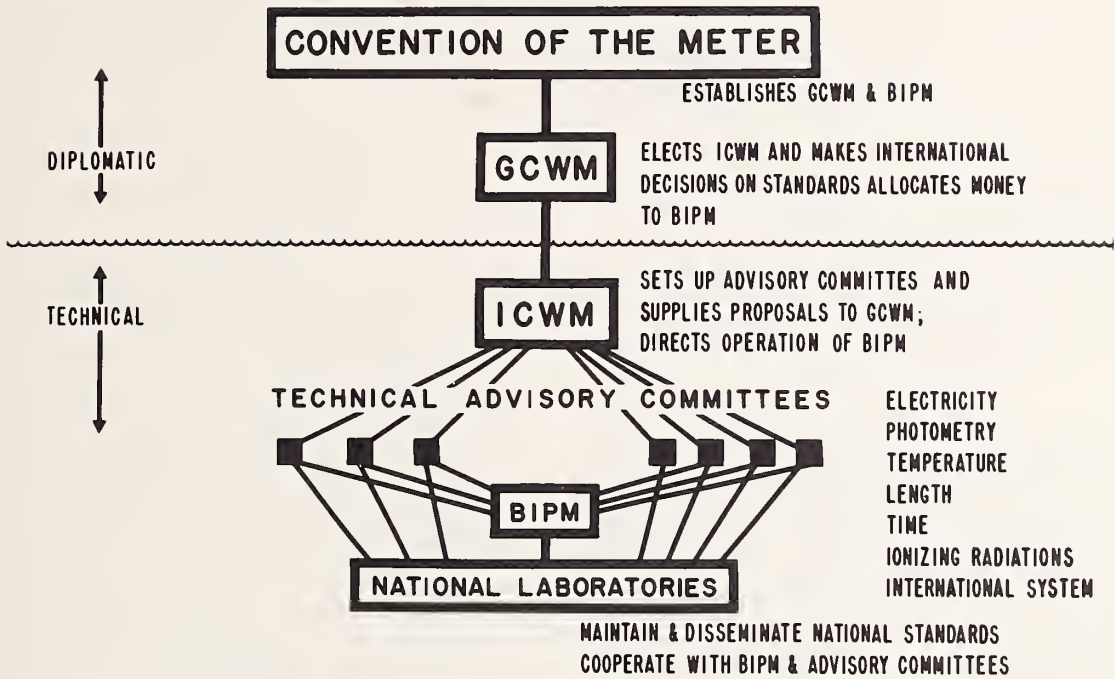 CONVENTION OF THE METER
ESTABLISHES GCWM & BIPM
DIPLOMATIC
GCWM
ELECTS ICWM AND MAKES INTERNATIONAL
DECISIONS ON STANDARDS ALLOCATES MONEY
TO BIPM
TECHNICAL
ICWM
SETS UP ADVISORY COMMITTES AND
SUPPLIES PROPOSALS TO GCWM;
DIRECTS OPERATION OF BIPM
TECHNICAL ADVISORY COMMITTEES
ELECTRICITY
PHOTOMETRY
TEMPERATURE
LENGTH
TIME
IONIZING RADIATIONS
INTERNATIONAL SYSTEM
BIPM
NATIONAL LABORATORIES
MAINTAIN & DISSEMINATE NATIONAL STANDARDS
COOPERATE WITH BIPM & ADVISORY COMMITTEES